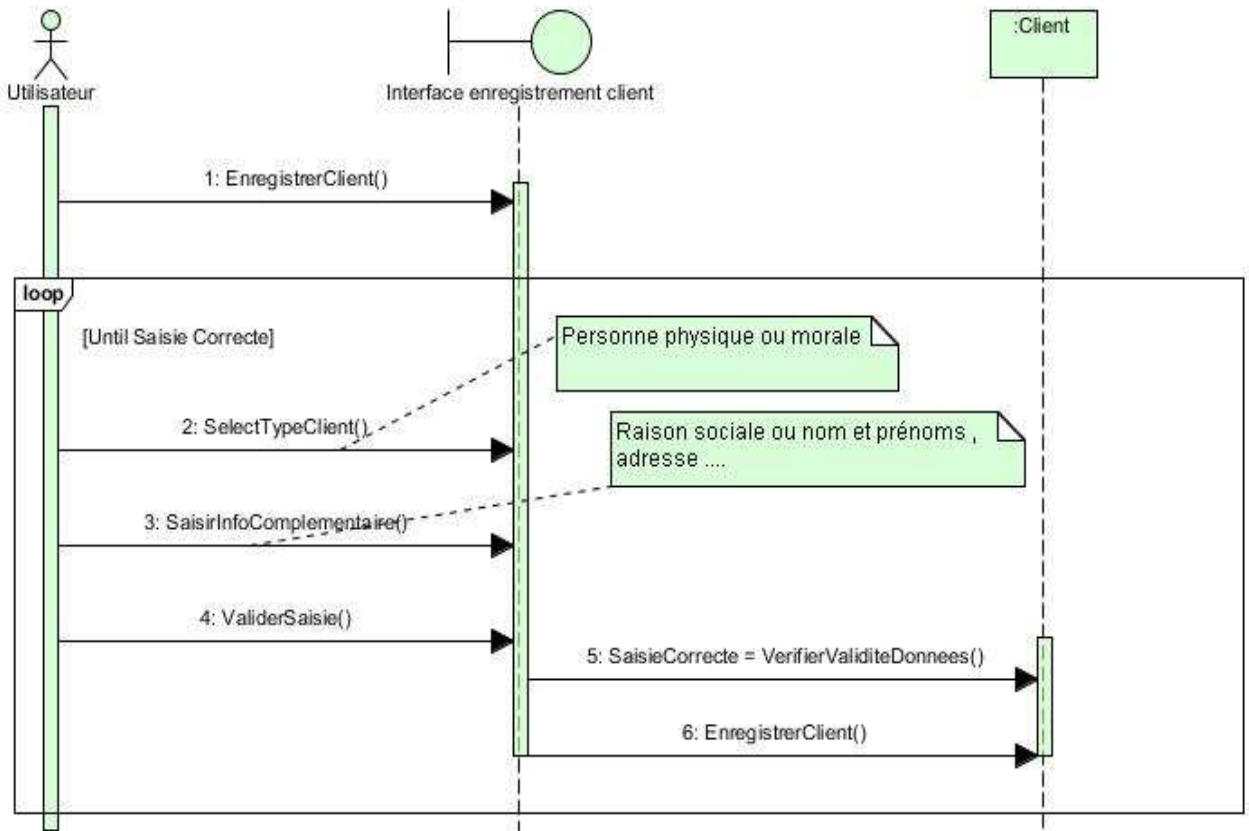 :Client
Utilisateur
Interface enregistrement client
1: EnregistrerClient()
loop
[Until Saisie Correcte]
Personne physique ou morale
2: SelectTypeClient()
Raison sociale ou nom et prénoms ,
adresse ....
3: SaisirInfoComplementaire()
4: ValiderSaisie()
5: SaisieCorrecte = VerifierValiditeDonnees()
6: EnregistrerClient()